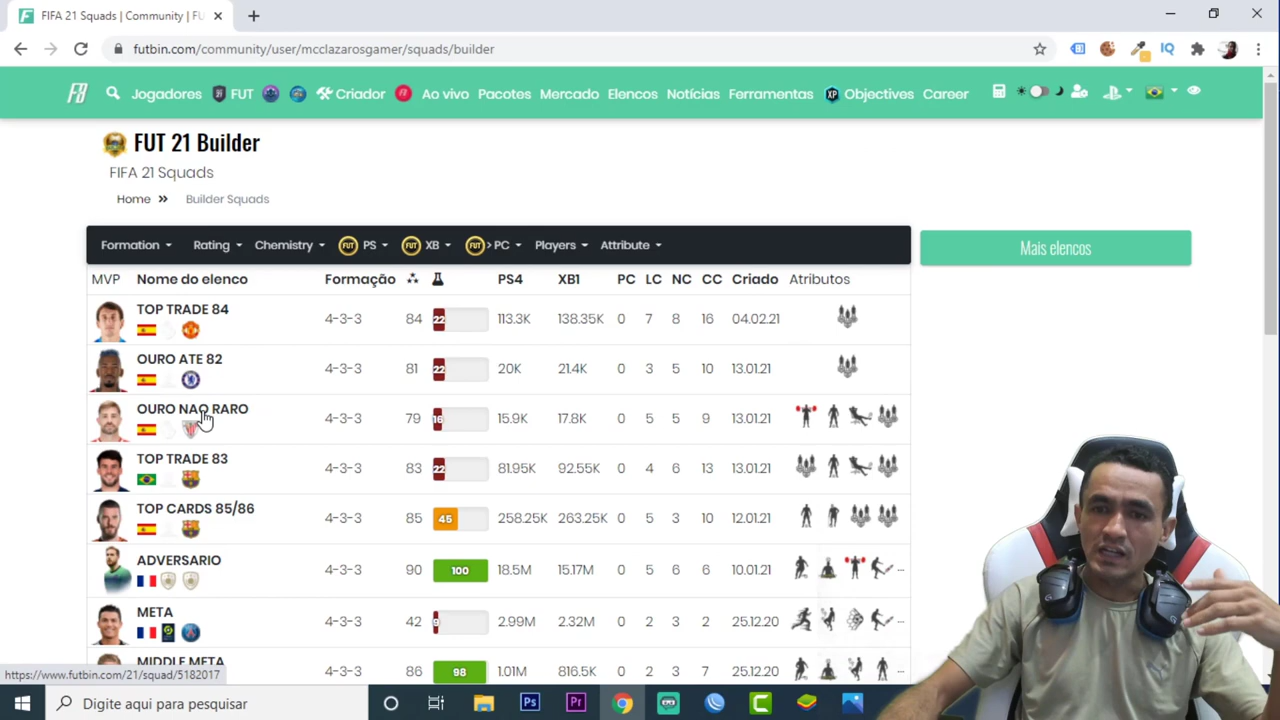 FIFA 21 Squads | Community | FU
futbin.com/community/user/mcclazarosgamer/squads/builder
Jogadores FUT Criador Ao vivo Pacotes Mercado Elencos Notícias Ferramentas XP Objectives Career
FUT 21 Builder
FIFA 21 Squads
Home » Builder Squads
Formation Rating Chemistry FUT PS FUT XB FUT > PC Players Attribute
Mais elencos
MVP Nome do elenco Formação PS4 XB1 PC LC NC CC Criado Atributos
TOP TRADE 84 4-3-3 84 22 113.3K 138.35K 0 7 8 16 04.02.21
OURO ATE 82 4-3-3 81 22 20K 21.4K 0 3 5 10 13.01.21
OURO NAO RARO 4-3-3 79 16 15.9K 17.8K 0 5 5 9 13.01.21
TOP TRADE 83 4-3-3 83 22 81.95K 92.55K 0 4 6 13 13.01.21
TOP CARDS 85/86 4-3-3 85 45 258.25K 263.25K 0 5 3 10 12.01.21
ADVERSARIO 4-3-3 90 100 18.5M 15.17M 0 5 6 6 10.01.21 ...
META 4-3-3 42 9 2.99M 2.32M 0 2 3 2 25.12.20 ...
MIDDLE META 4-3-3 86 98 1.01M 816.5K 0 2 3 7 25.12.20
https://www.futbin.com/21/squad/5182017
Digite aqui para pesquisar
Ps
Pr